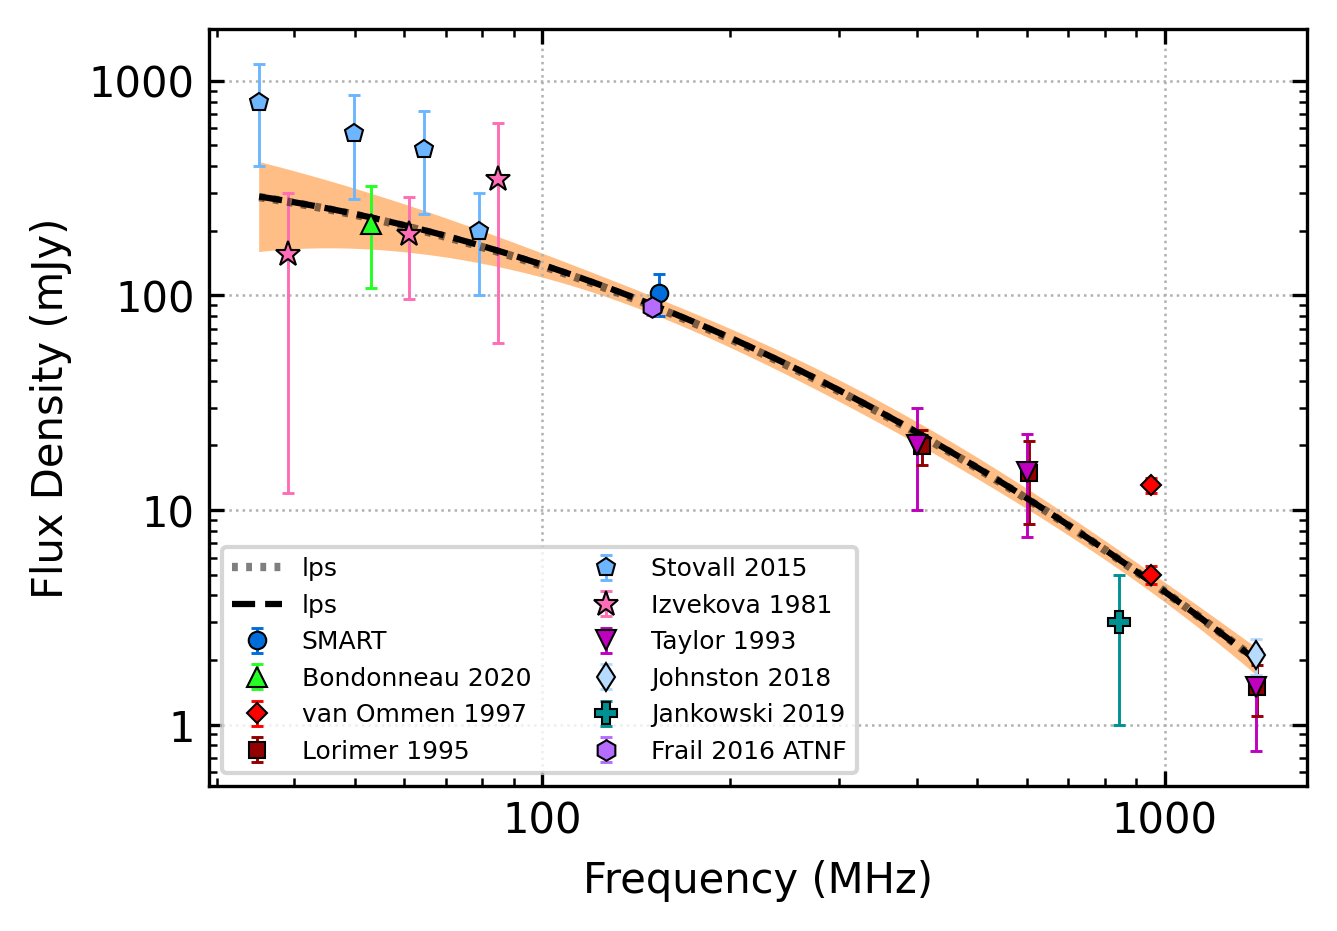 1000
100
10
1
Flux Density (mJy)
lps
lps
SMART
Bondonneau 2020
van Ommen 1997
Lorimer 1995
Stovall 2015
Izvekova 1981
Taylor 1993
Johnston 2018
Jankowski 2019
Frail 2016 ATNF
100
1000
Frequency (MHz)